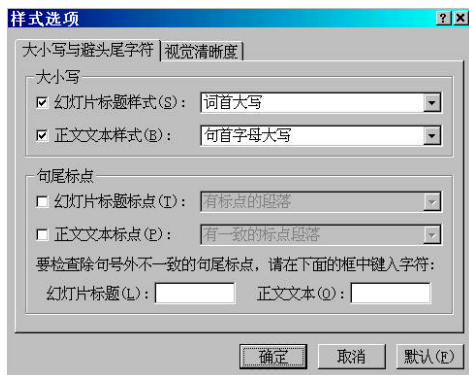 样式选项
大小写与避头尾字符 视觉清晰度
大小写
幻灯片标题样式(S): 词首大写
正文文本样式(B): 句首字母大写
句尾标点
幻灯片标题标点(T): 有标点的段落
正文文本标点(P): 有一致的标点段落
要检查除句号外不一致的句尾标点，请在下面的框中键入字符:
幻灯片标题(L): 正文文本(O):
确定 取消 默认(F)